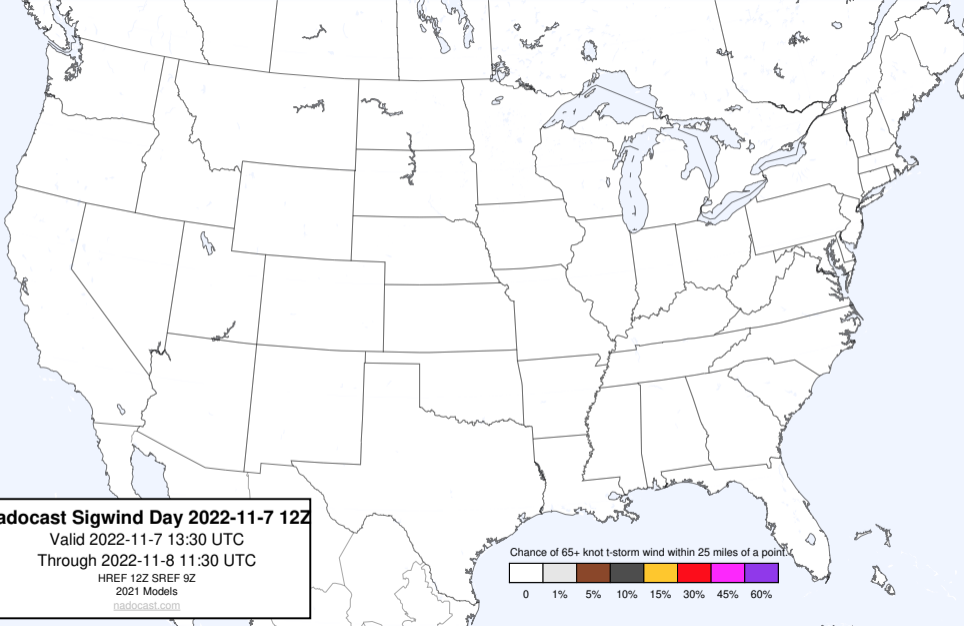 adocast Sigwind Day 2022-11-7 12Z
Valid 2022-11-7 13:30 UTC
Through 2022-11-8 11:30 UTC
HREF 12Z SREF 9Z
2021 Models
nadocast.com
Chance of 65+ knot t-storm wind within 25 miles of a point.
0 1% 5% 10% 15% 30% 45% 60%